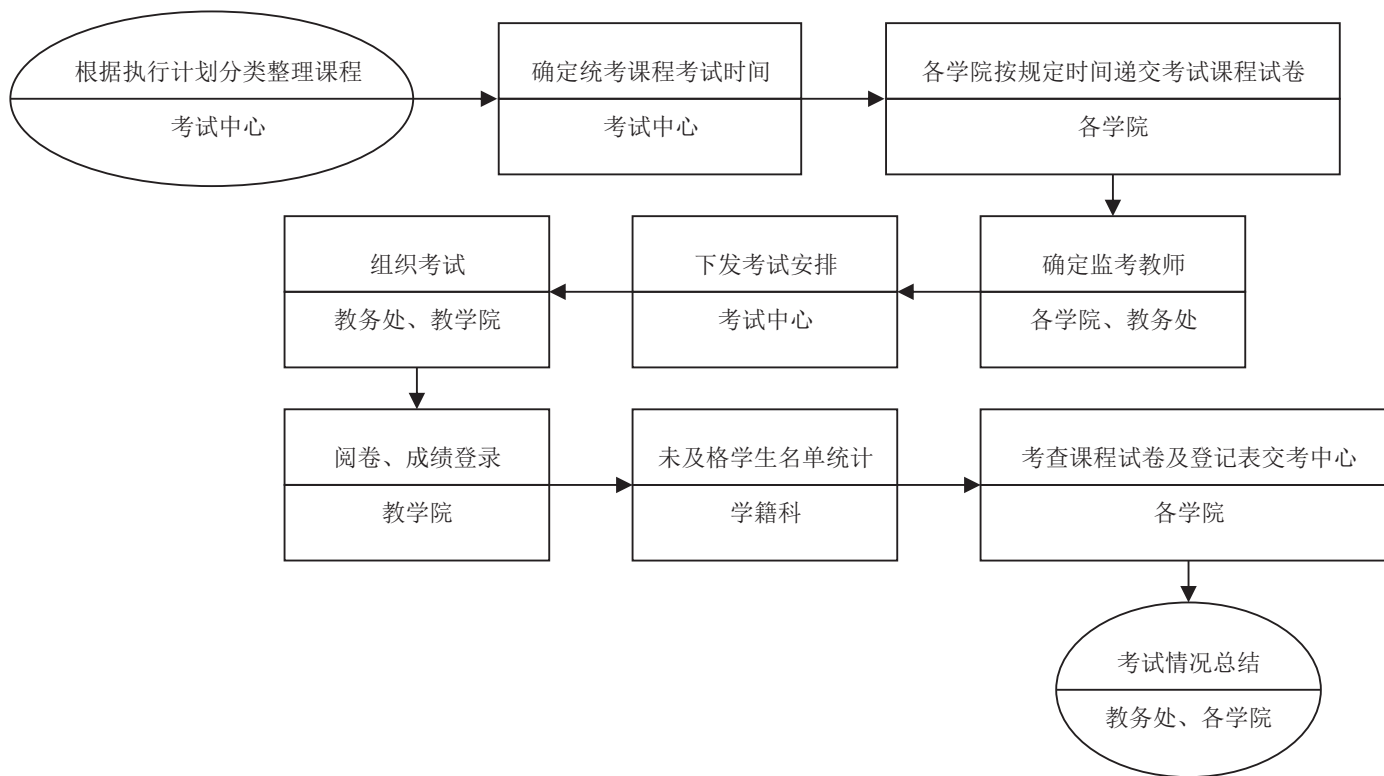 根据执行计划分类整理课程
考试中心
确定统考课程考试时间
考试中心
各学院按规定时间递交考试课程试卷
各学院
确定监考教师
各学院、教务处
下发考试安排
考试中心
组织考试
教务处、教学院
阅卷、成绩登录
教学院
未及格学生名单统计
学籍科
考查课程试卷及登记表交考中心
各学院
考试情况总结
教务处、各学院